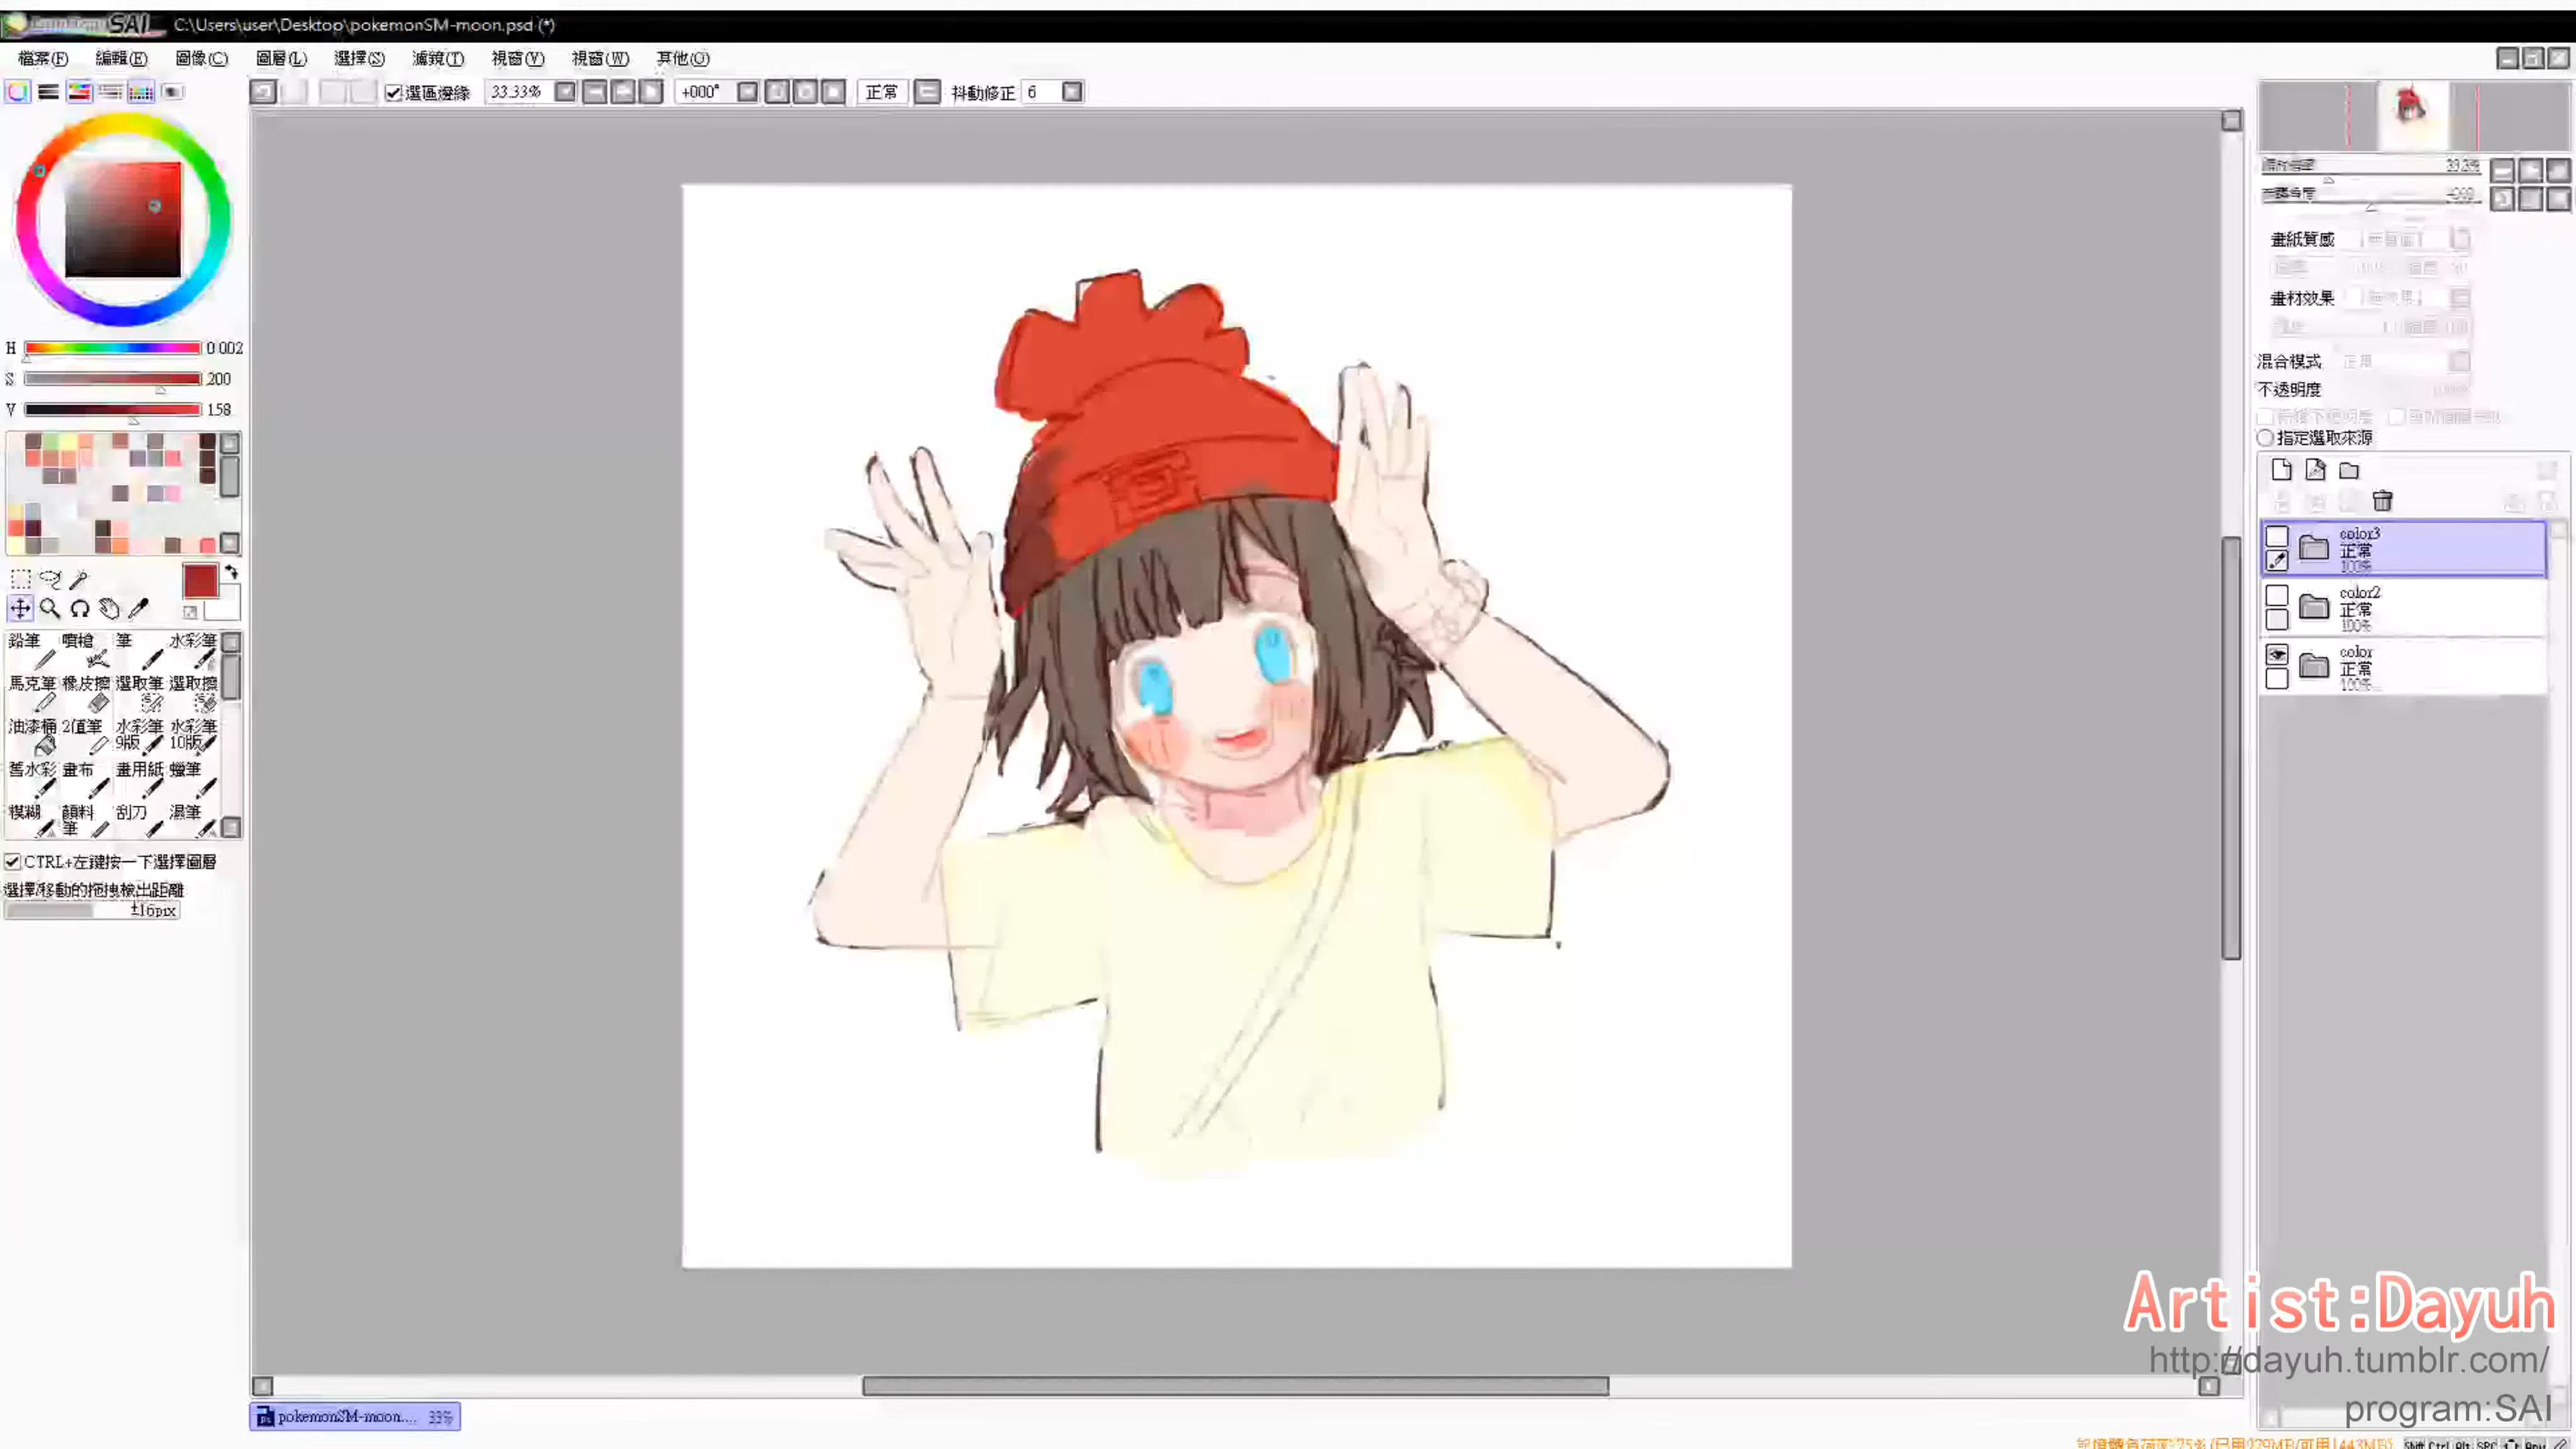 SAI C:\Users\user\Desktop\pokemonSM-moon.psd (*)
檔案(F) 編輯(E) 圖像(C) 圖層(L) 選擇(S) 濾鏡(T) 視窗(V) 視窗(W) 其他(O)
選區邊緣 33.33% +000° 正常 抖動修正 6
H 0.002
S 200
V 158
鉛筆 噴槍 筆 水彩筆
馬克筆 橡皮擦 選取筆 選取擦
油漆桶 2值筆 水彩筆 水彩筆
9版 10版
舊水彩 畫布 畫用紙 蠟筆
模糊 顏料 刮刀 濕筆
筆
CTRL+左鍵按一下選擇圖層
選擇/移動的拖拽檢出距離
±16pix
33.3%
畫紙質感
畫材效果
混合模式 正常
不透明度
指定選取來源
color3
正常
100%
color2
正常
100%
color
正常
100%
pokemonSM-moon.... 33%
Artist:Dayuh
http://dayuh.tumblr.com/
program:SAI